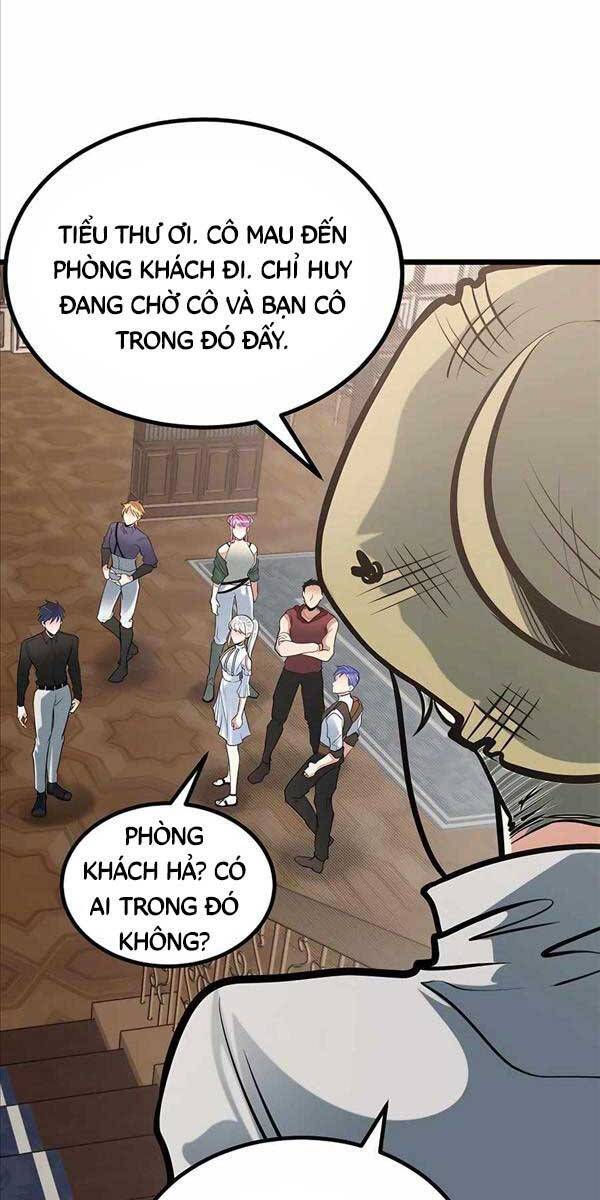 TIỂU THƯ ƠI. CÔ MAU ĐẾN
PHÒNG KHÁCH ĐI. CHỈ HUY
ĐANG CHỜ CÔ VÀ BẠN CÔ
TRONG ĐÓ ĐẤY.
PHÒNG
KHÁCH HẢ? CÓ
AI TRONG ĐÓ
KHÔNG?